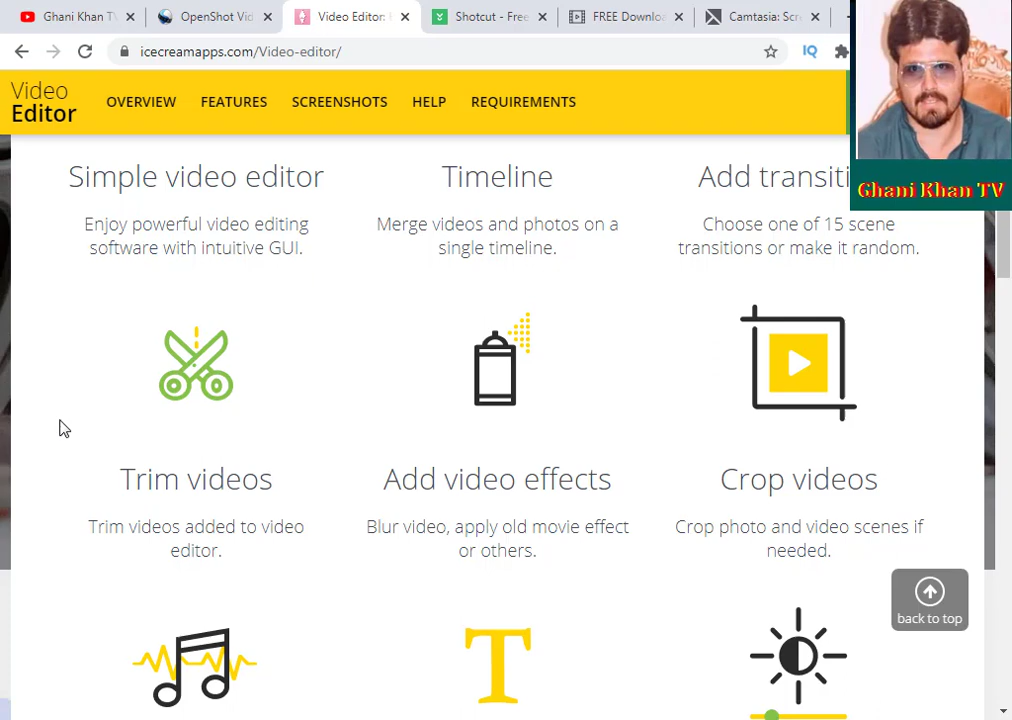 Ghani Khan T
OpenShot Vid
Video Editor:
Shotcut - Free
FREE Downlo
Camtasia: Scr
icecreamapps.com/Video-editor/
IQ
Video
Editor
OVERVIEW
FEATURES
SCREENSHOTS
HELP
REQUIREMENTS
Ghani Khan TV
Simple video editor
Enjoy powerful video editing
software with intuitive GUI.
Timeline
Merge videos and photos on a
single timeline.
Add transiti
Choose one of 15 scene
transitions or make it random.
Trim videos
Trim videos added to video
editor.
Add video effects
Blur video, apply old movie effect
or others.
Crop videos
Crop photo and video scenes if
needed.
back to top
T